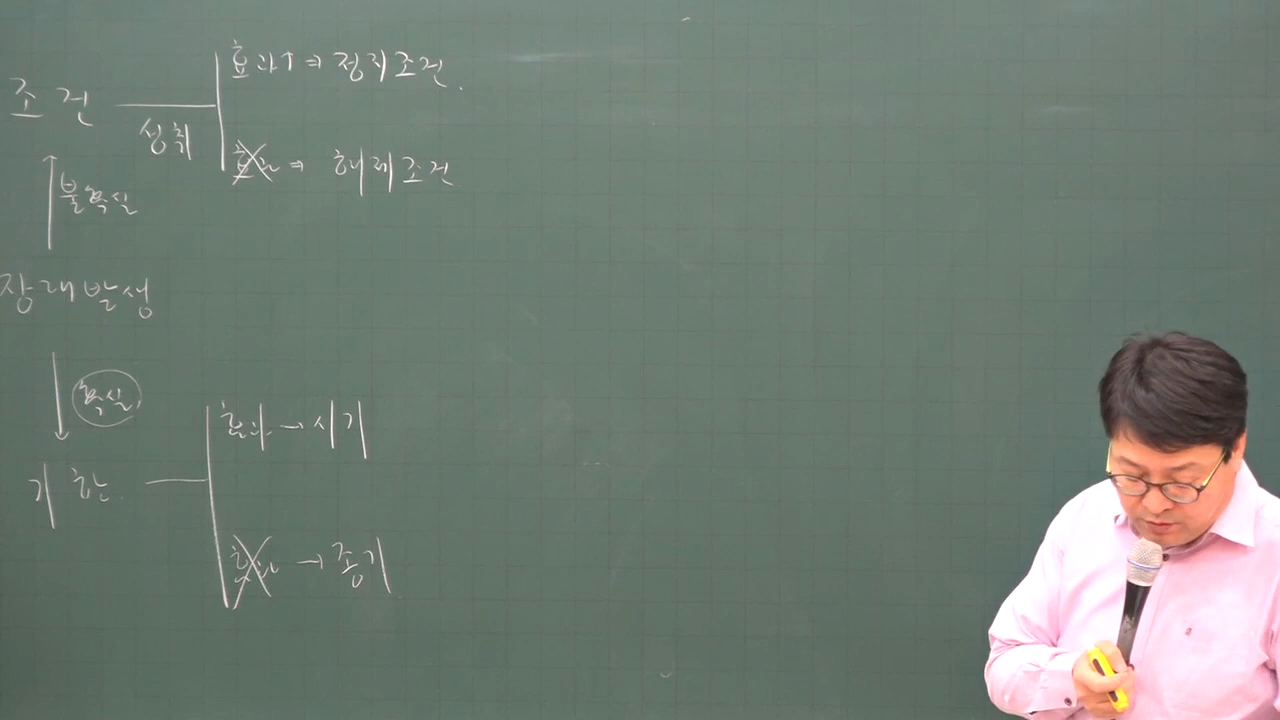 조건
성취
효과↑ ⇒ 정지조건.
효과 ⇒ 해제조건
불확실
장래발생
확실
기한
효과 → 시기
효과 → 종기